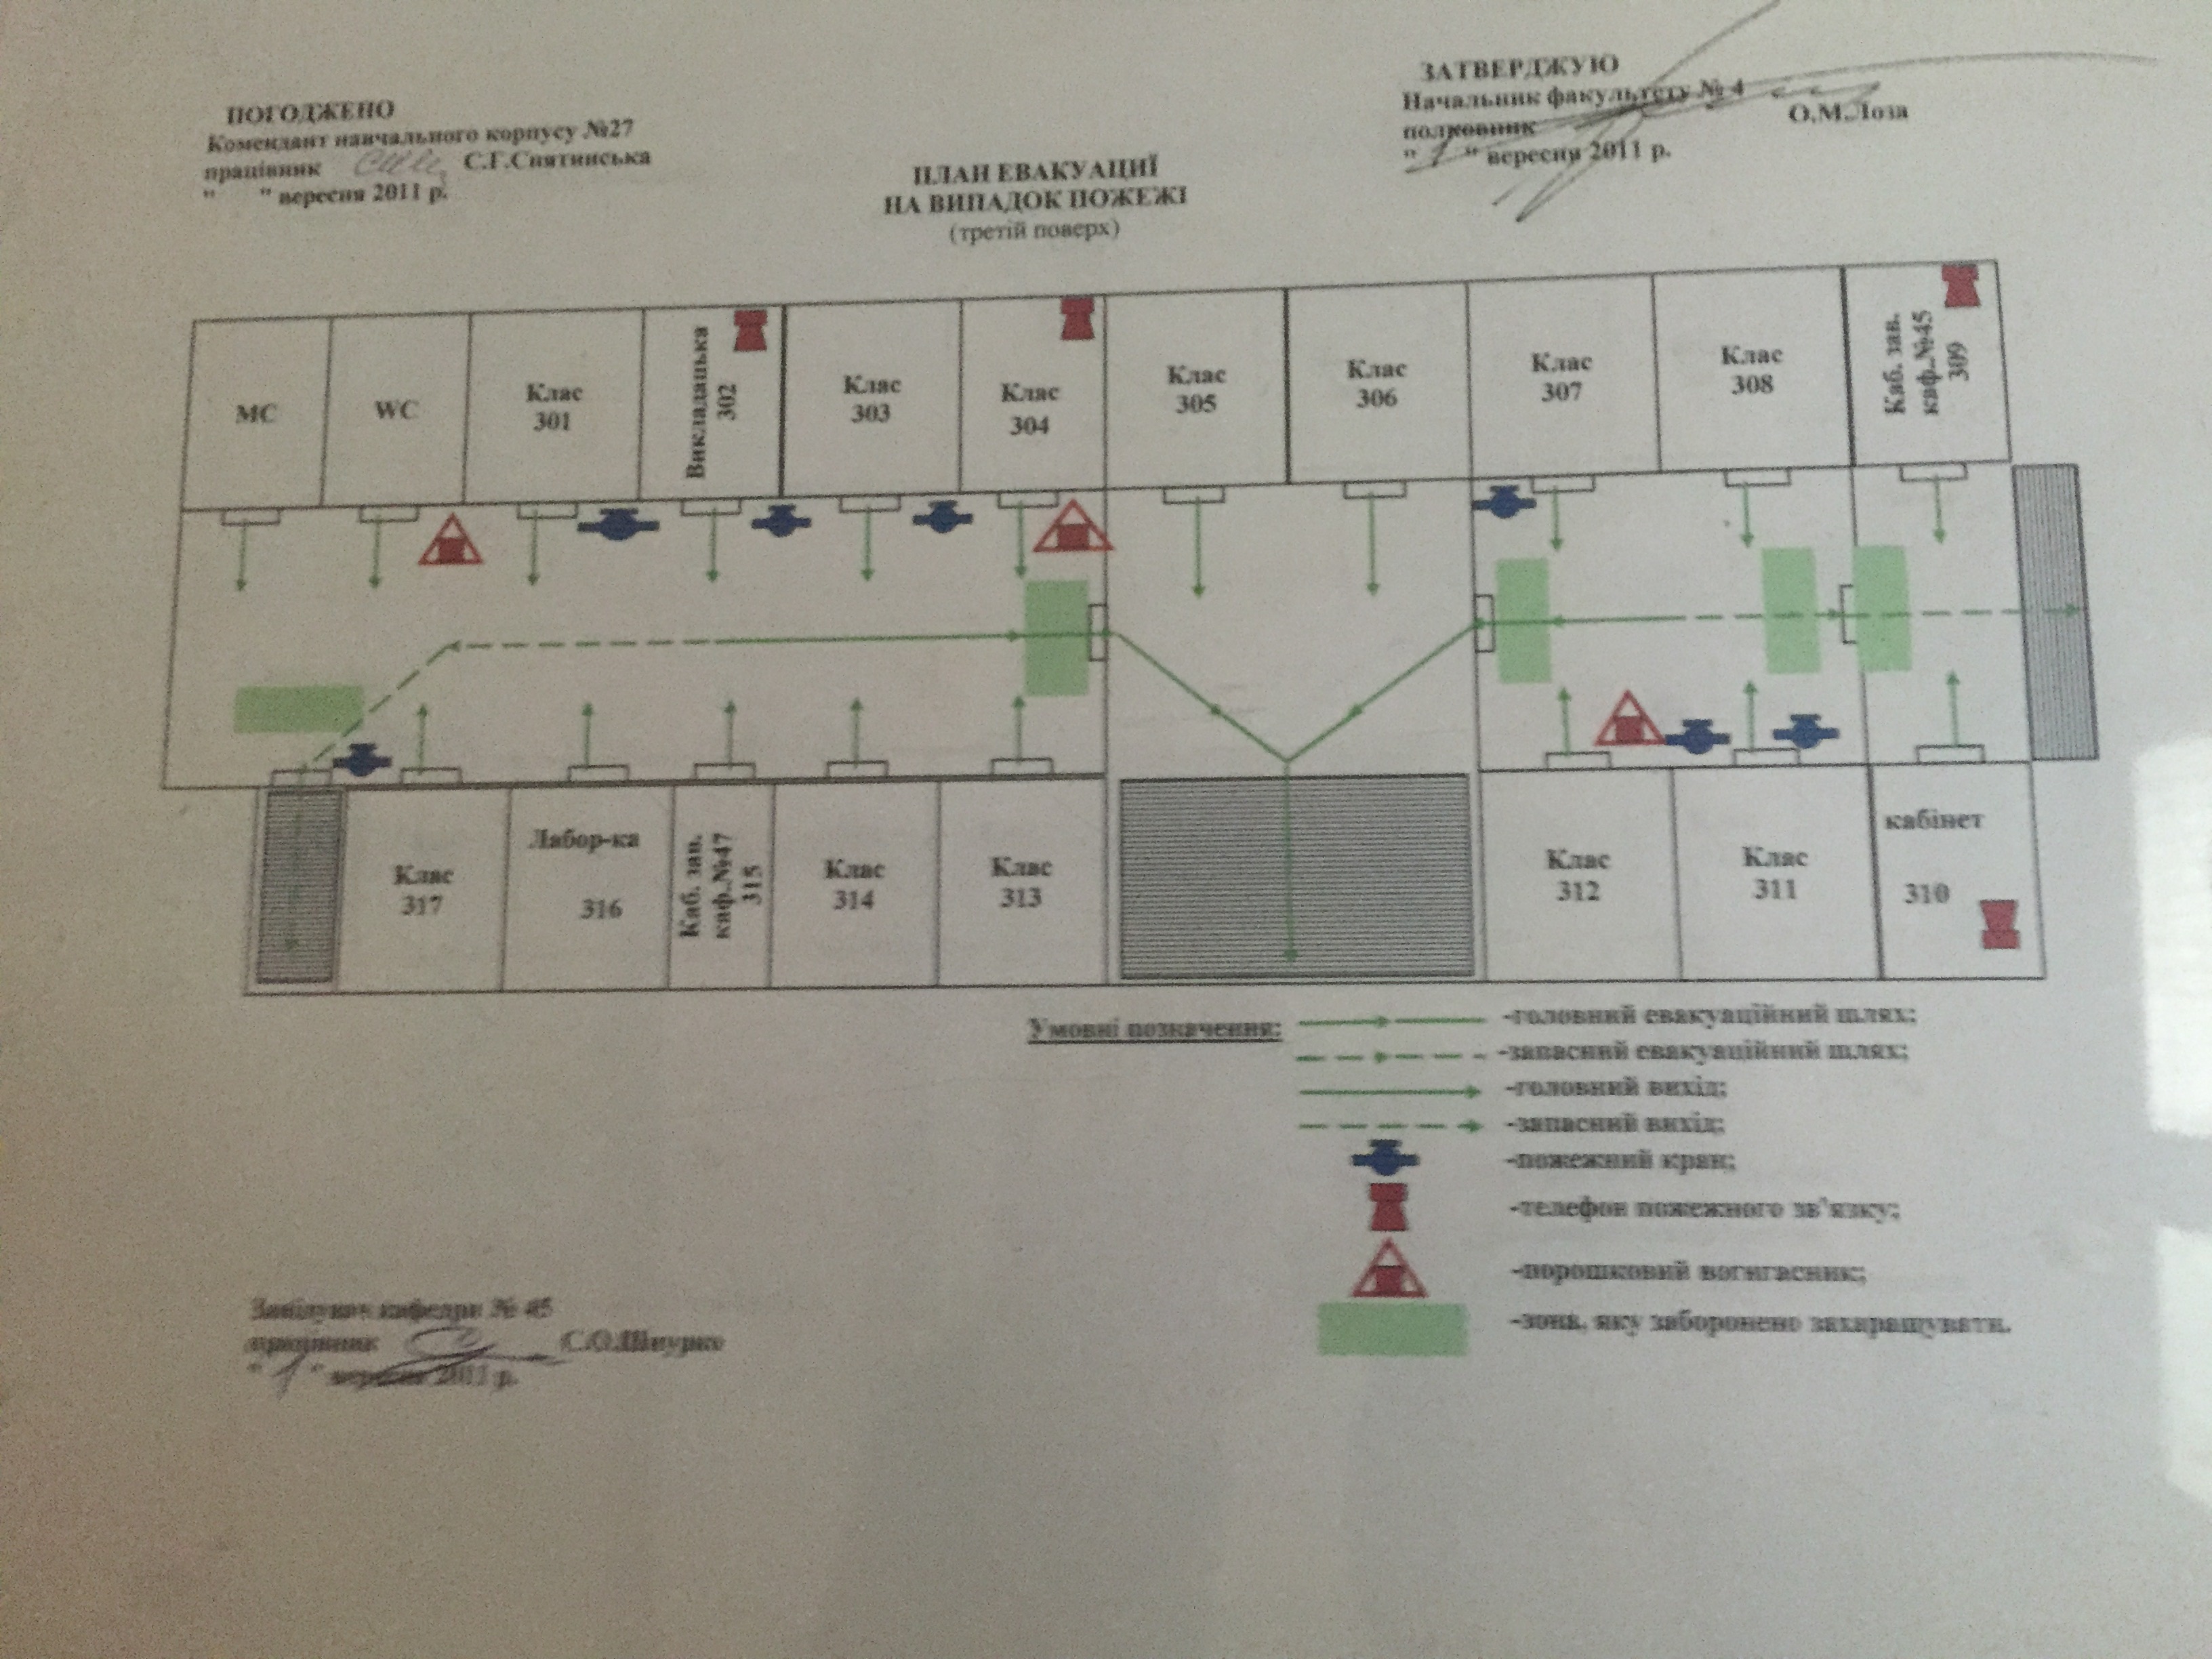 ПОГОДЖЕНО
Комендант навчального корпусу №27
працівник С.Г.Снятинська
" " вересня 2011 р.
ЗАТВЕРДЖУЮ
Начальник факультету № 4
полковник О.М.Лоза
" 1 " вересня 2011 р.
ПЛАН ЕВАКУАЦИЇ
НА ВИПАДОК ПОЖЕЖІ
(третій поверх)
МС
WC
Клас
301
Викладацька
302
Клас
303
Клас
304
Клас
305
Клас
306
Клас
307
Клас
308
Каб. зав.
каф.№45
309
Клас
317
Лабор-ка
316
Каб. зав.
каф.№47
315
Клас
314
Клас
313
Клас
312
Клас
311
кабінет
310
Умовні позначення:
-головний евакуаційний шлях;
-запасний евакуаційний шлях;
-головний вихід;
-запасний вихід;
-пожежний кран;
-телефон пожежного зв'язку;
-порошковий вогнгасник;
-зона, яку заборонено захаращувати.
Завідувач кафедри № 45
працівник
" 1 " вересня 2011 р.